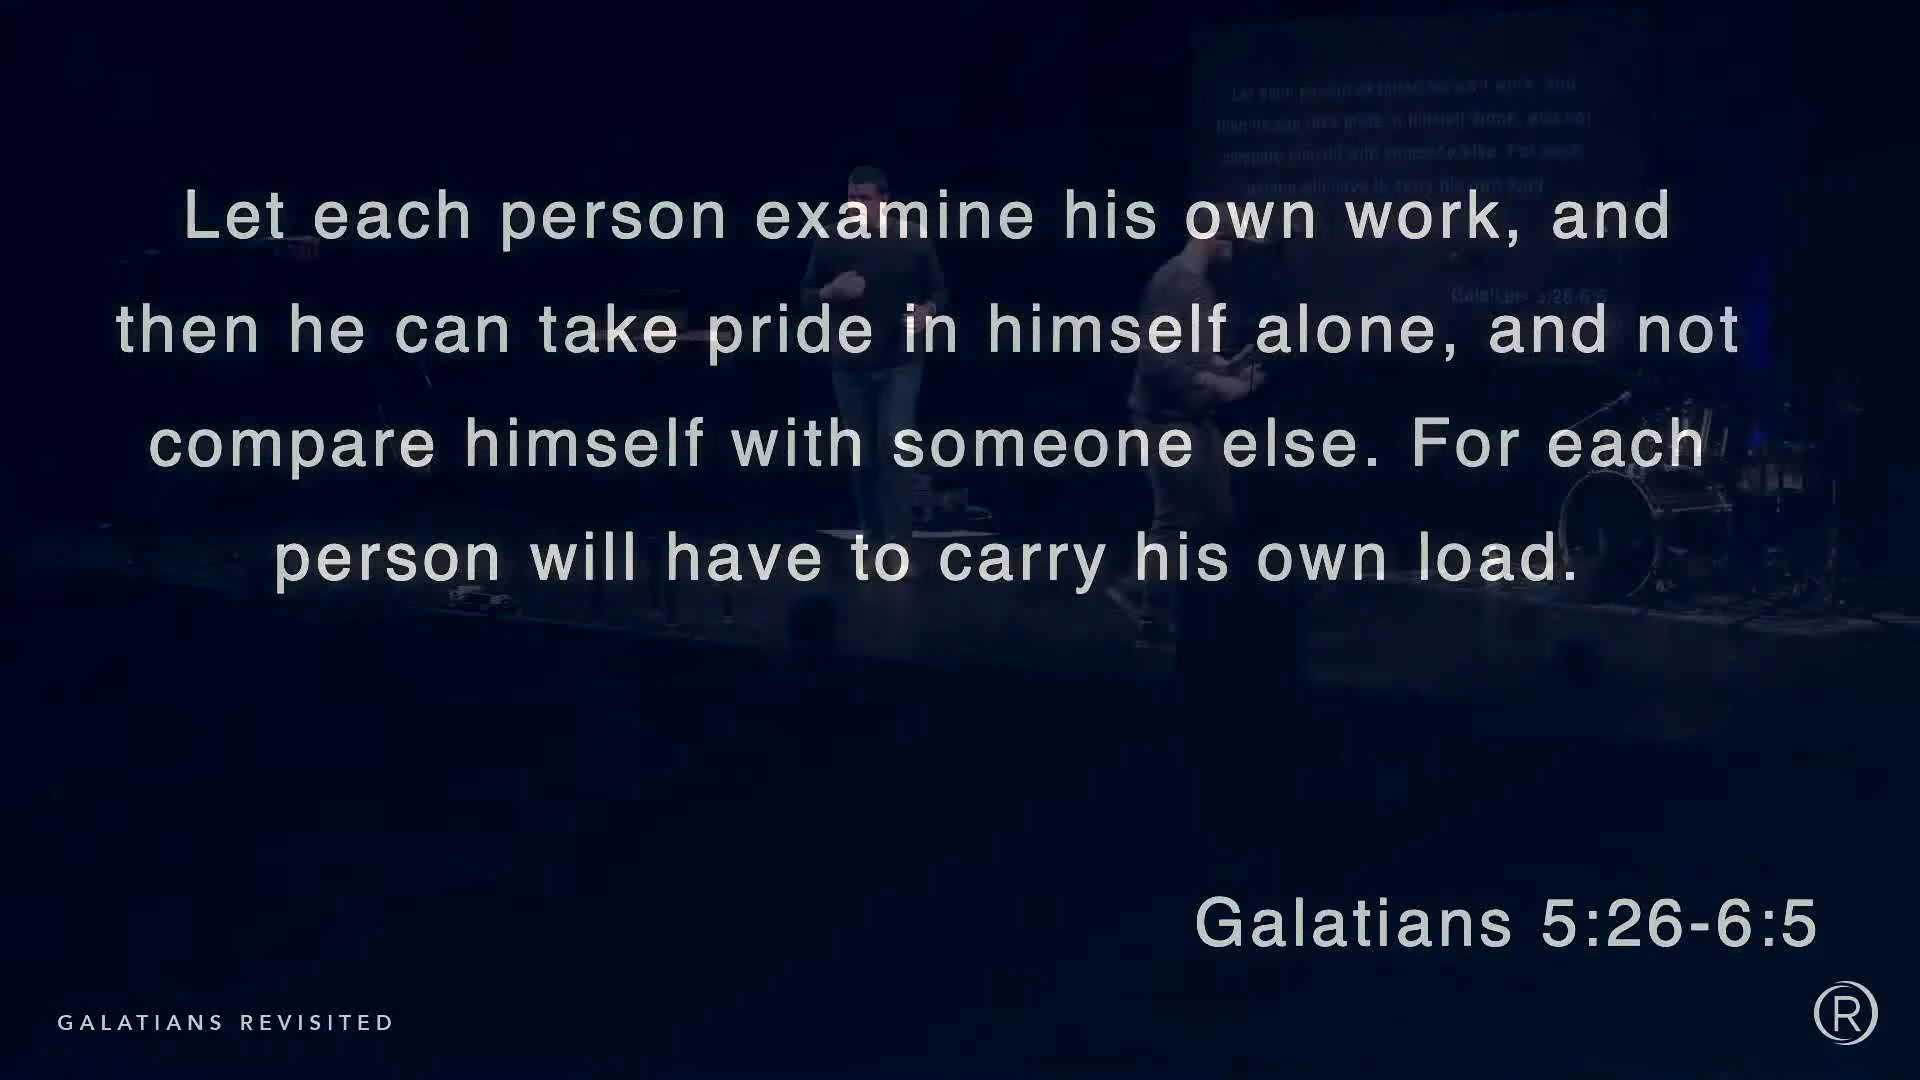 Let each person examine his own work, and
then he can take pride in himself alone, and not
compare himself with someone else. For each
person will have to carry his own load.
Galatians 5:26-6:5
GALATIANS REVISITED
R